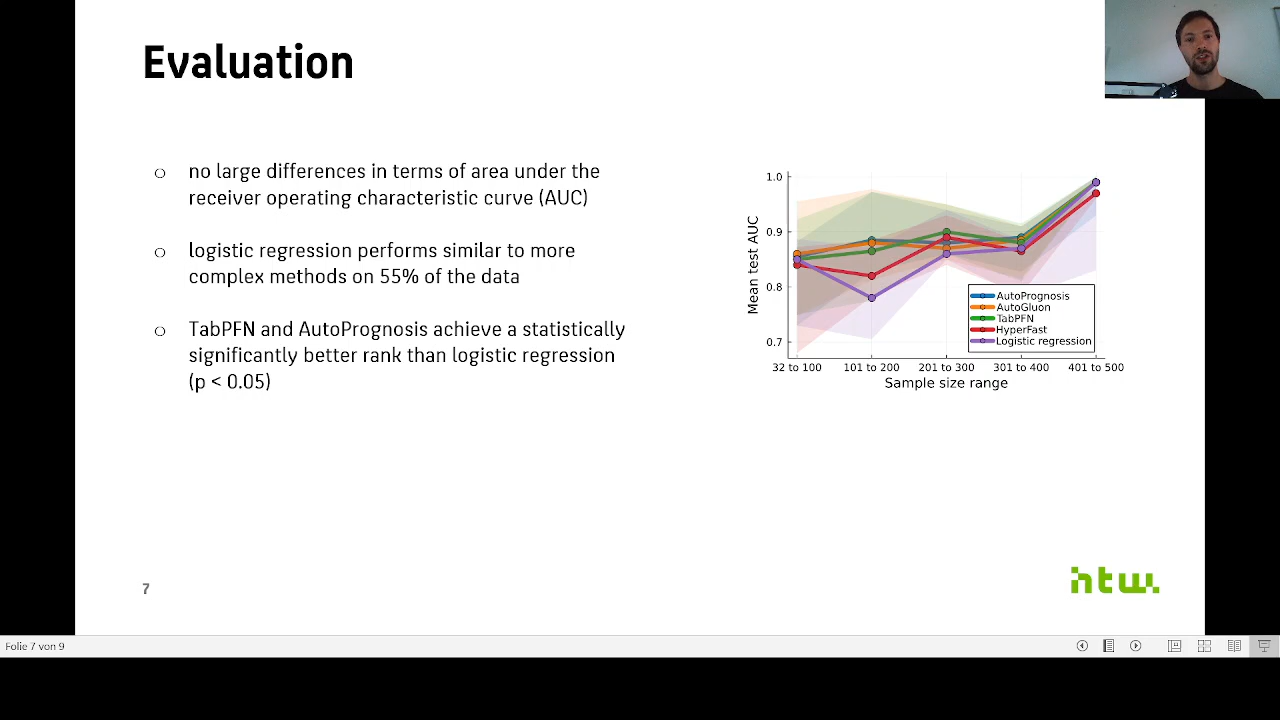 Evaluation
no large differences in terms of area under the
receiver operating characteristic curve (AUC)
logistic regression performs similar to more
complex methods on 55% of the data
TabPFN and AutoPrognosis achieve a statistically
significantly better rank than logistic regression
(p < 0.05)
1.0
0.9
0.8
0.7
Mean test AUC
AutoPrognosis
AutoGluon
TabPFN
HyperFast
Logistic regression
32 to 100
101 to 200
201 to 300
301 to 400
401 to 500
Sample size range
7
htw.
Folie 7 von 9